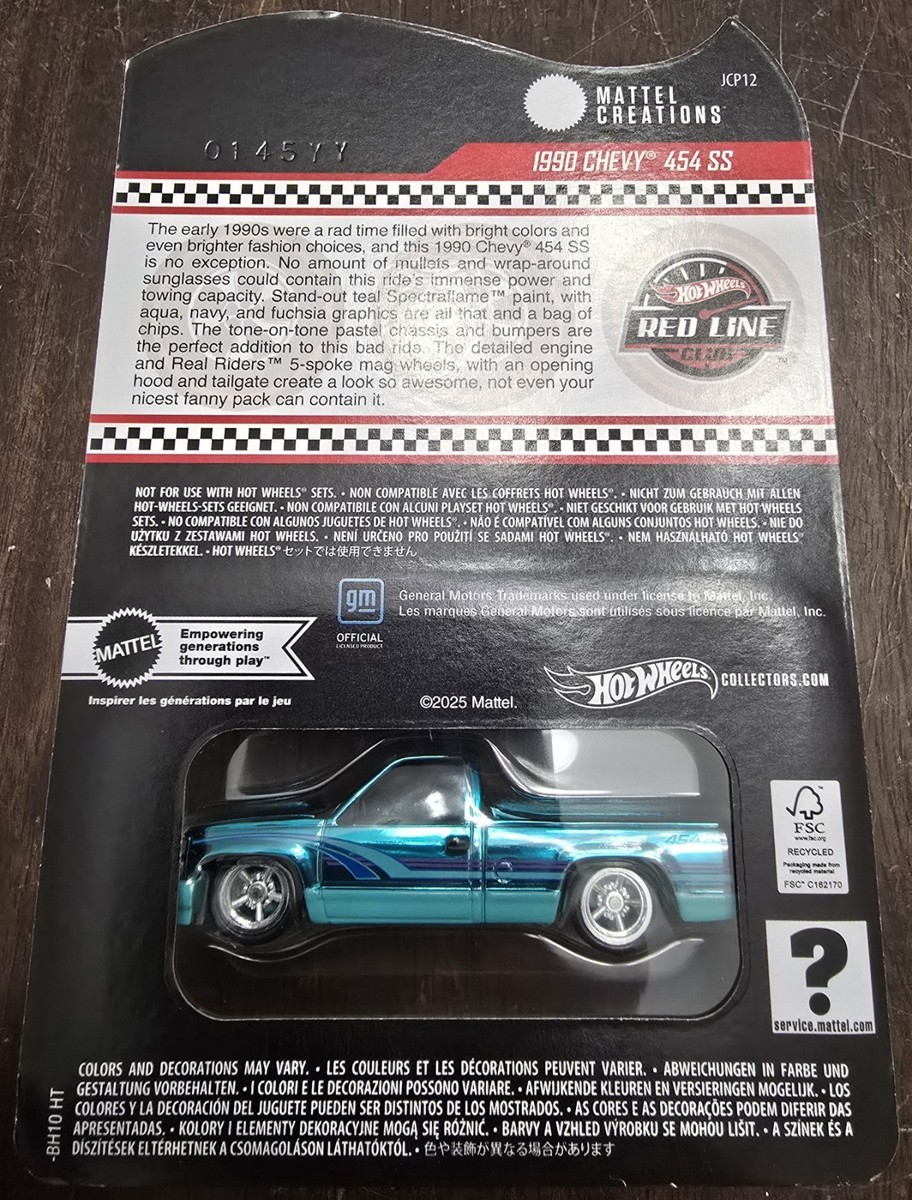 JCP12
MATTEL
CREATIONS™
0145YY
1990 CHEVY® 454 SS
The early 1990s were a rad time filled with bright colors and
even brighter fashion choices, and this 1990 Chevy® 454 SS
is no exception. No amount of mullets and wrap-around
sunglasses could contain this ride's immense power and
towing capacity. Stand-out teal Spectraflame™ paint, with
aqua, navy, and fuchsia graphics are all that and a bag of
chips. The tone-on-tone pastel chassis and bumpers are
the perfect addition to this bad ride. The detailed engine
and Real Riders™ 5-spoke mag wheels, with an opening
hood and tailgate create a look so awesome, not even your
nicest fanny pack can contain it.
HOT WHEELS
RED LINE
CLUB
™
NOT FOR USE WITH HOT WHEELS® SETS. • NON COMPATIBLE AVEC LES COFFRETS HOT WHEELS®. • NICHT ZUM GEBRAUCH MIT ALLEN
HOT-WHEELS-SETS GEEIGNET. • NON COMPATIBILE CON ALCUNI PLAYSET HOT WHEELS®. • NIET GESCHIKT VOOR GEBRUIK MET HOT WHEELS
SETS. • NO COMPATIBLE CON ALGUNOS JUGUETES DE HOT WHEELS®. • NÃO É COMPATÍVEL COM ALGUNS CONJUNTOS HOT WHEELS. • NIE DO
UŻYTKU Z ZESTAWAMI HOT WHEELS. • NENÍ URČENO PRO POUŽITÍ SE SADAMI HOT WHEELS®. • NEM HASZNÁLHATÓ HOT WHEELS®
KÉSZLETEKKEL. • HOT WHEELS® セットでは使用できません
gm
OFFICIAL
LICENSED PRODUCT
General Motors Trademarks used under license to Mattel, Inc.
Les marques General Motors sont utilisés sous licence par Mattel, Inc.
MATTEL
Empowering
generations
through play™
Inspirer les générations par le jeu
©2025 Mattel.
HOT WHEELS
COLLECTORS.COM
454
FSC
www.fsc.org
RECYCLED
Packaging made from
recycled material
FSC™ C162170
?
service.mattel.com
COLORS AND DECORATIONS MAY VARY. • LES COULEURS ET LES DÉCORATIONS PEUVENT VARIER. • ABWEICHUNGEN IN FARBE UND
GESTALTUNG VORBEHALTEN. • I COLORI E LE DECORAZIONI POSSONO VARIARE. • AFWIJKENDE KLEUREN EN VERSIERINGEN MOGELIJK. • LOS
COLORES Y LA DECORACIÓN DEL JUGUETE PUEDEN SER DISTINTOS DE LOS MOSTRADOS. • AS CORES E AS DECORAÇÕES PODEM DIFERIR DAS
APRESENTADAS. • KOLORY I ELEMENTY DEKORACYJNE MOGĄ SIĘ RÓŻNIĆ. • BARVY A VZHLED VÝROBKU SE MOHOU LIŠIT. • A SZÍNEK ÉS A
DÍSZÍTÉSEK ELTÉRHETNEK A CSOMAGOLÁSON LÁTHATÓKTÓL. • 色や装飾が異なる場合があります
-BH10 HT